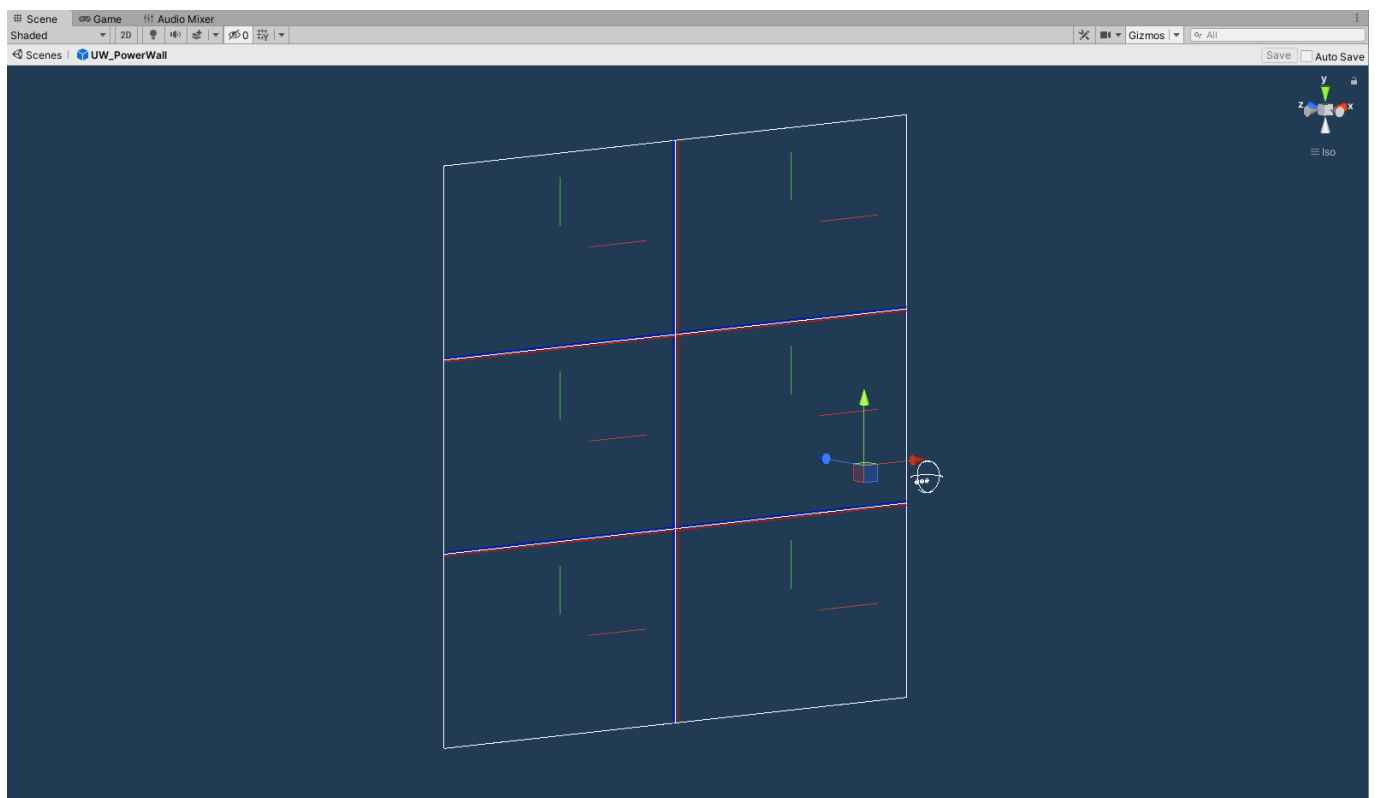 Scene Game Audio Mixer
Shaded 2D 0 Gizmos All
Scenes UW_PowerWall Save Auto Save
y
z x
Iso